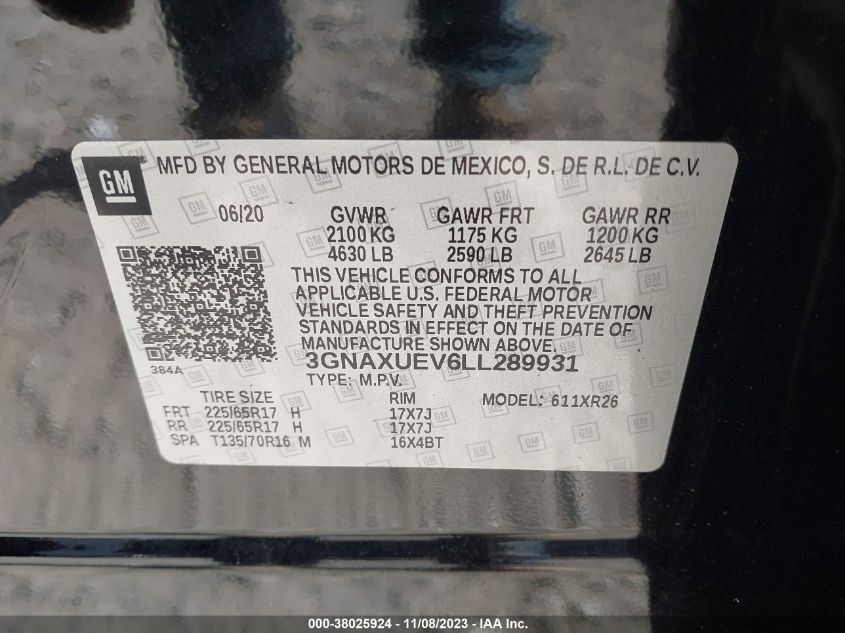 GM MFD BY GENERAL MOTORS DE MEXICO, S. DE R.L. DE C.V.
06/20 GVWR GAWR FRT GAWR RR
2100 KG 1175 KG 1200 KG
4630 LB 2590 LB 2645 LB
THIS VEHICLE CONFORMS TO ALL
APPLICABLE U.S. FEDERAL MOTOR
VEHICLE SAFETY AND THEFT PREVENTION
STANDARDS IN EFFECT ON THE DATE OF
MANUFACTURE SHOWN ABOVE.
3GNAXUEV6LL289931
384A
TYPE: M.P.V.
TIRE SIZE RIM MODEL: 611XR26
FRT 225/65R17 H 17X7J
RR 225/65R17 H 17X7J
SPA T135/70R16 M 16X4BT
000-38025924 - 11/08/2023 - IAA Inc.